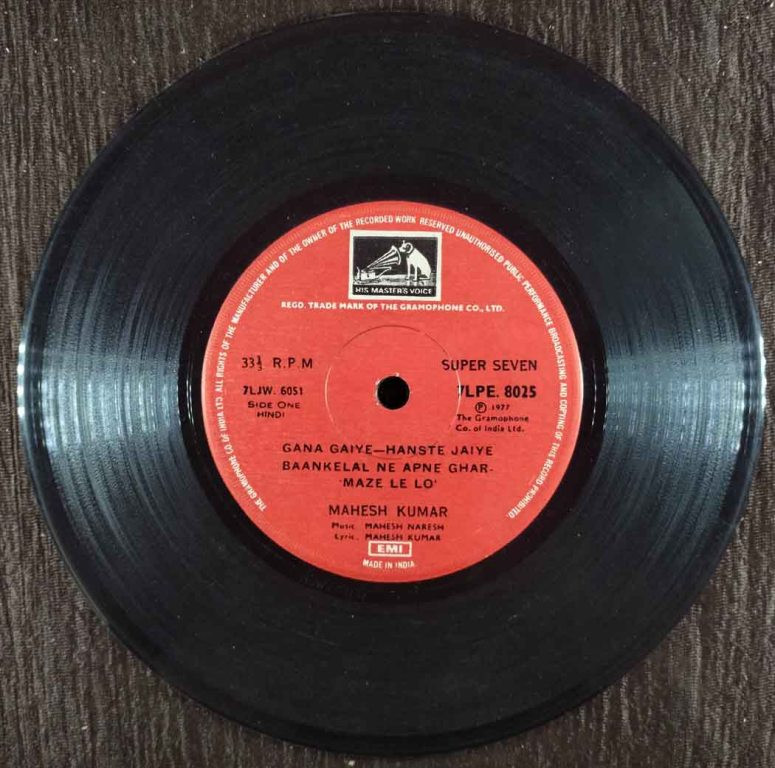 THE GRAMOPHONE CO. OF INDIA LTD. ALL RIGHTS OF THE MANUFACTURER AND OF THE OWNER OF THE RECORDED WORK RESERVED UNAUTHORISED PUBLIC PERFORMANCE BROADCASTING AND COPYING OF THIS RECORD PROHIBITED.
HIS MASTER'S VOICE
REGD. TRADE MARK OF THE GRAMOPHONE CO., LTD.
33⅓ R.P.M
SUPER SEVEN
7LJW. 6051
7LPE. 8025
SIDE ONE
HINDI
Ⓟ 1977
The Gramophone
Co. of India Ltd.
GANA GAIYE—HANSTE JAIYE
BAANKELAL NE APNE GHAR-
'MAZE LE LO'
MAHESH KUMAR
Music. MAHESH NARESH
Lyric. MAHESH KUMAR
EMI
MADE IN INDIA